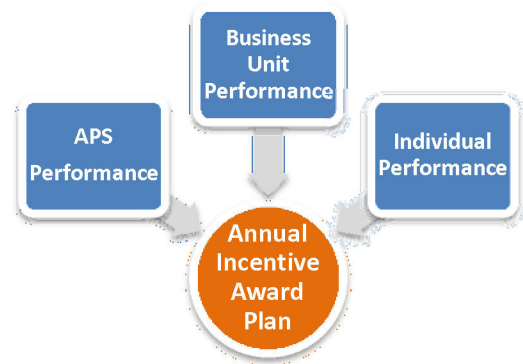 Business
Unit
Performance
APS
Performance
Individual
Performance
Annual
Incentive
Award
Plan